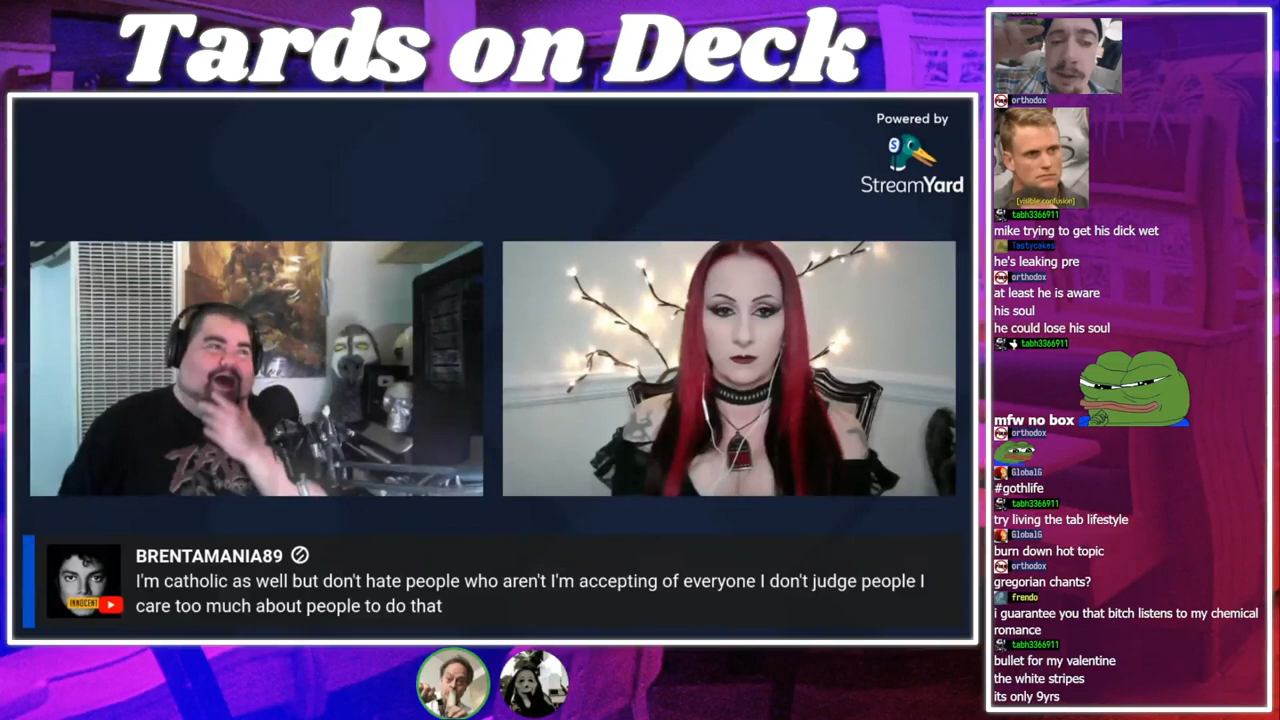 Tards on Deck
Powered by
StreamYard
BRENTAMANIA89
I'm catholic as well but don't hate people who aren't I'm accepting of everyone I don't judge people I
care too much about people to do that
INNOCENT
orthodox
[visible confusion]
tabh3366911
mike trying to get his dick wet
Tastycakes
he's leaking pre
orthodox
at least he is aware
his soul
he could lose his soul
tabh3366911
mfw no box
orthodox
GlobalG
#gothlife
tabh3366911
try living the tab lifestyle
GlobalG
burn down hot topic
orthodox
gregorian chants?
frendo
i guarantee you that bitch listens to my chemical
romance
tabh3366911
bullet for my valentine
the white stripes
its only 9yrs